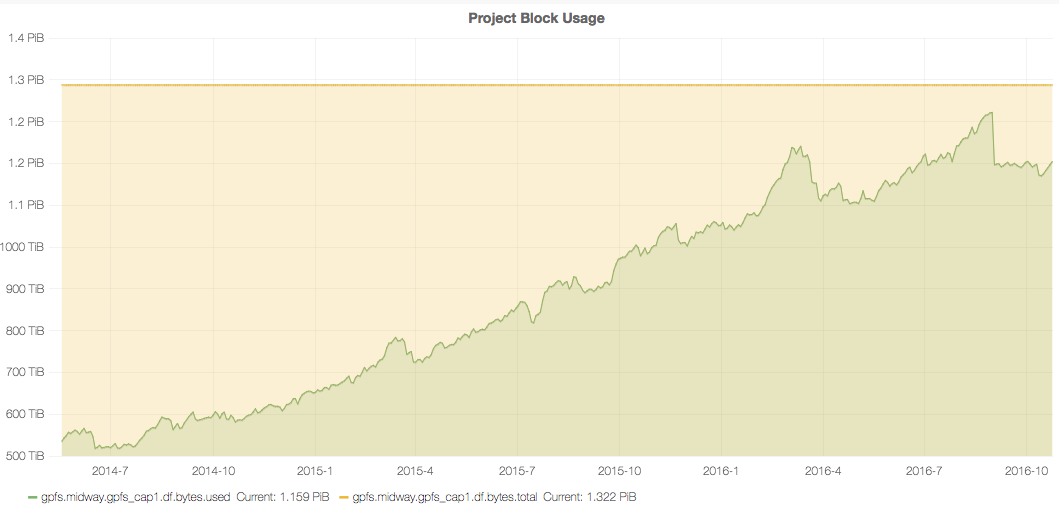 Project Block Usage
1.4 PiB
1.3 PiB
1.2 PiB
1.2 PiB
1.1 PiB
1000 TiB
900 TiB
800 TiB
700 TiB
600 TiB
500 TiB
2014-7 2014-10 2015-1 2015-4 2015-7 2015-10 2016-1 2016-4 2016-7 2016-10
gpfs.midway.gpfs_cap1.df.bytes.used Current: 1.159 PiB gpfs.midway.gpfs_cap1.df.bytes.total Current: 1.322 PiB